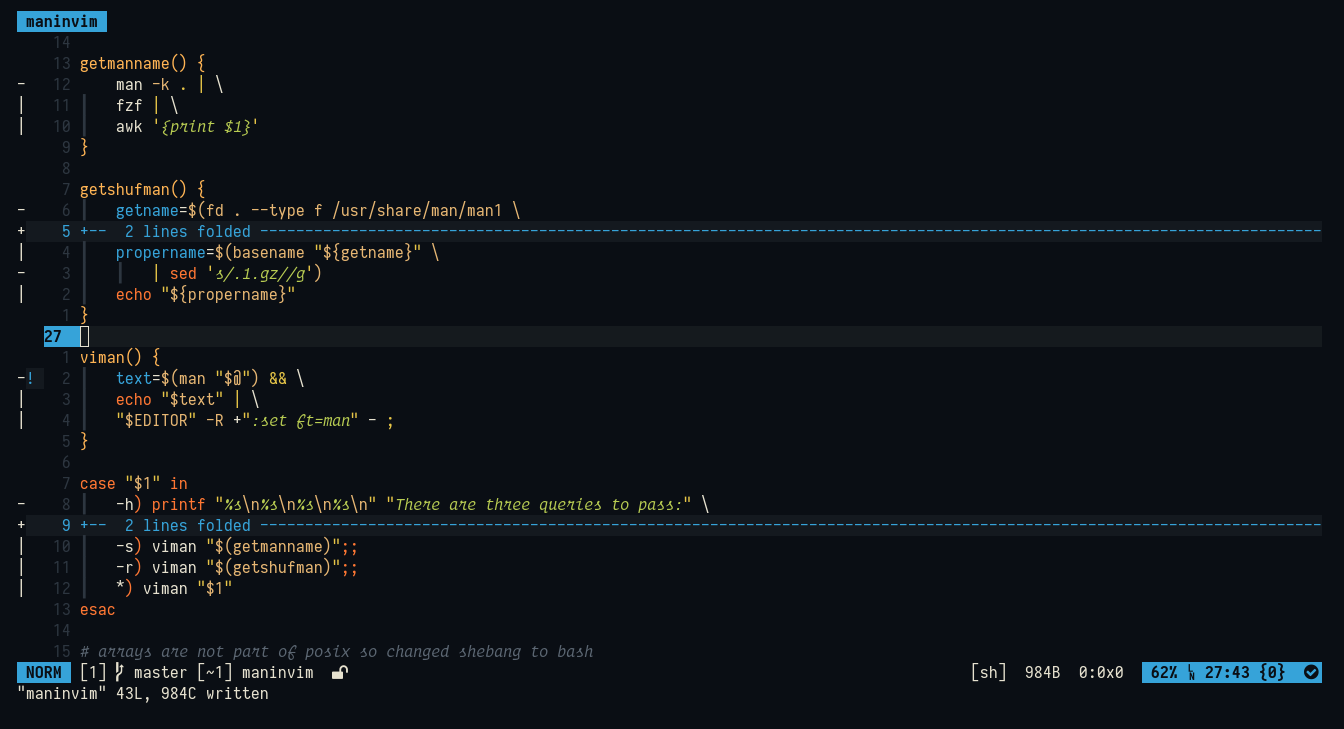 maninvim
14
13 getmanname() {
- 12 man -k . | \
│ 11 fzf | \
│ 10 awk '{print $1}'
9 }
8
7 getshufman() {
- 6 getname=$(fd . --type f /usr/share/man/man1 \
+ 5 +-- 2 lines folded ----------------------------------------------------------------------------------------------------------------------
│ 4 propername=$(basename "${getname}" \
- 3 | sed 's/.1.gz//g')
│ 2 echo "${propername}"
1 }
27
1 viman() {
-! 2 text=$(man "$@") && \
│ 3 echo "$text" | \
│ 4 "$EDITOR" -R +":set ft=man" - ;
5 }
6
7 case "$1" in
- 8 -h) printf "%s\n%s\n%s\n%s\n" "There are three queries to pass:" \
+ 9 +-- 2 lines folded ----------------------------------------------------------------------------------------------------------------------
│ 10 -s) viman "$(getmanname)";;
│ 11 -r) viman "$(getshufman)";;
│ 12 *) viman "$1"
13 esac
14
15 # arrays are not part of posix so changed shebang to bash
NORM [1] master [~1] maninvim [sh] 984B 0:0x0 62% LN 27:43 {0}
"maninvim" 43L, 984C written